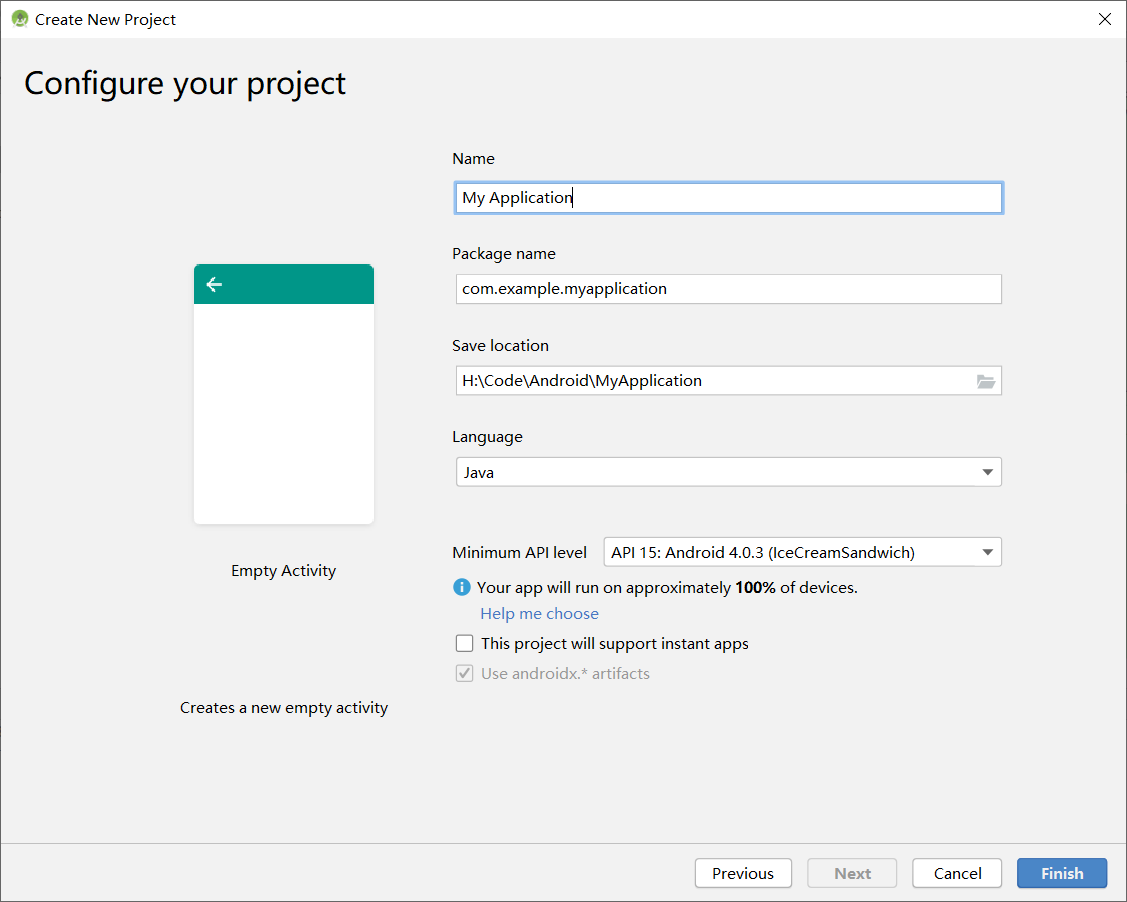 Create New Project
Configure your project
Name
My Application
Package name
com.example.myapplication
Save location
H:\Code\Android\MyApplication
Language
Java
Minimum API level API 15: Android 4.0.3 (IceCreamSandwich)
Your app will run on approximately 100% of devices.
Help me choose
This project will support instant apps
Use androidx.* artifacts
Empty Activity
Creates a new empty activity
Previous Next Cancel Finish